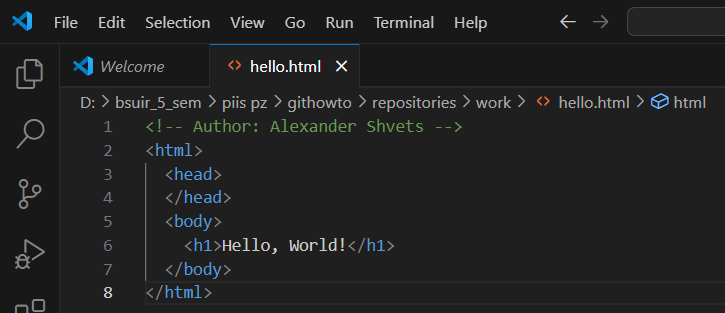 File Edit Selection View Go Run Terminal Help
Welcome hello.html
D: > bsuir_5_sem > piis pz > githowto > repositories > work > hello.html > html
1 <!-- Author: Alexander Shvets -->
2 <html>
3   <head>
4   </head>
5   <body>
6     <h1>Hello, World!</h1>
7   </body>
8 </html>